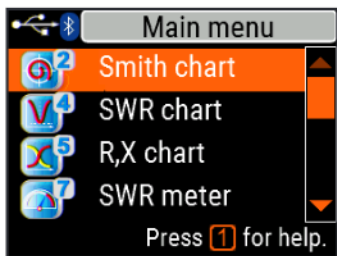 Main menu
2 Smith chart
4 SWR chart
5 R,X chart
7 SWR meter
Press 1 for help.